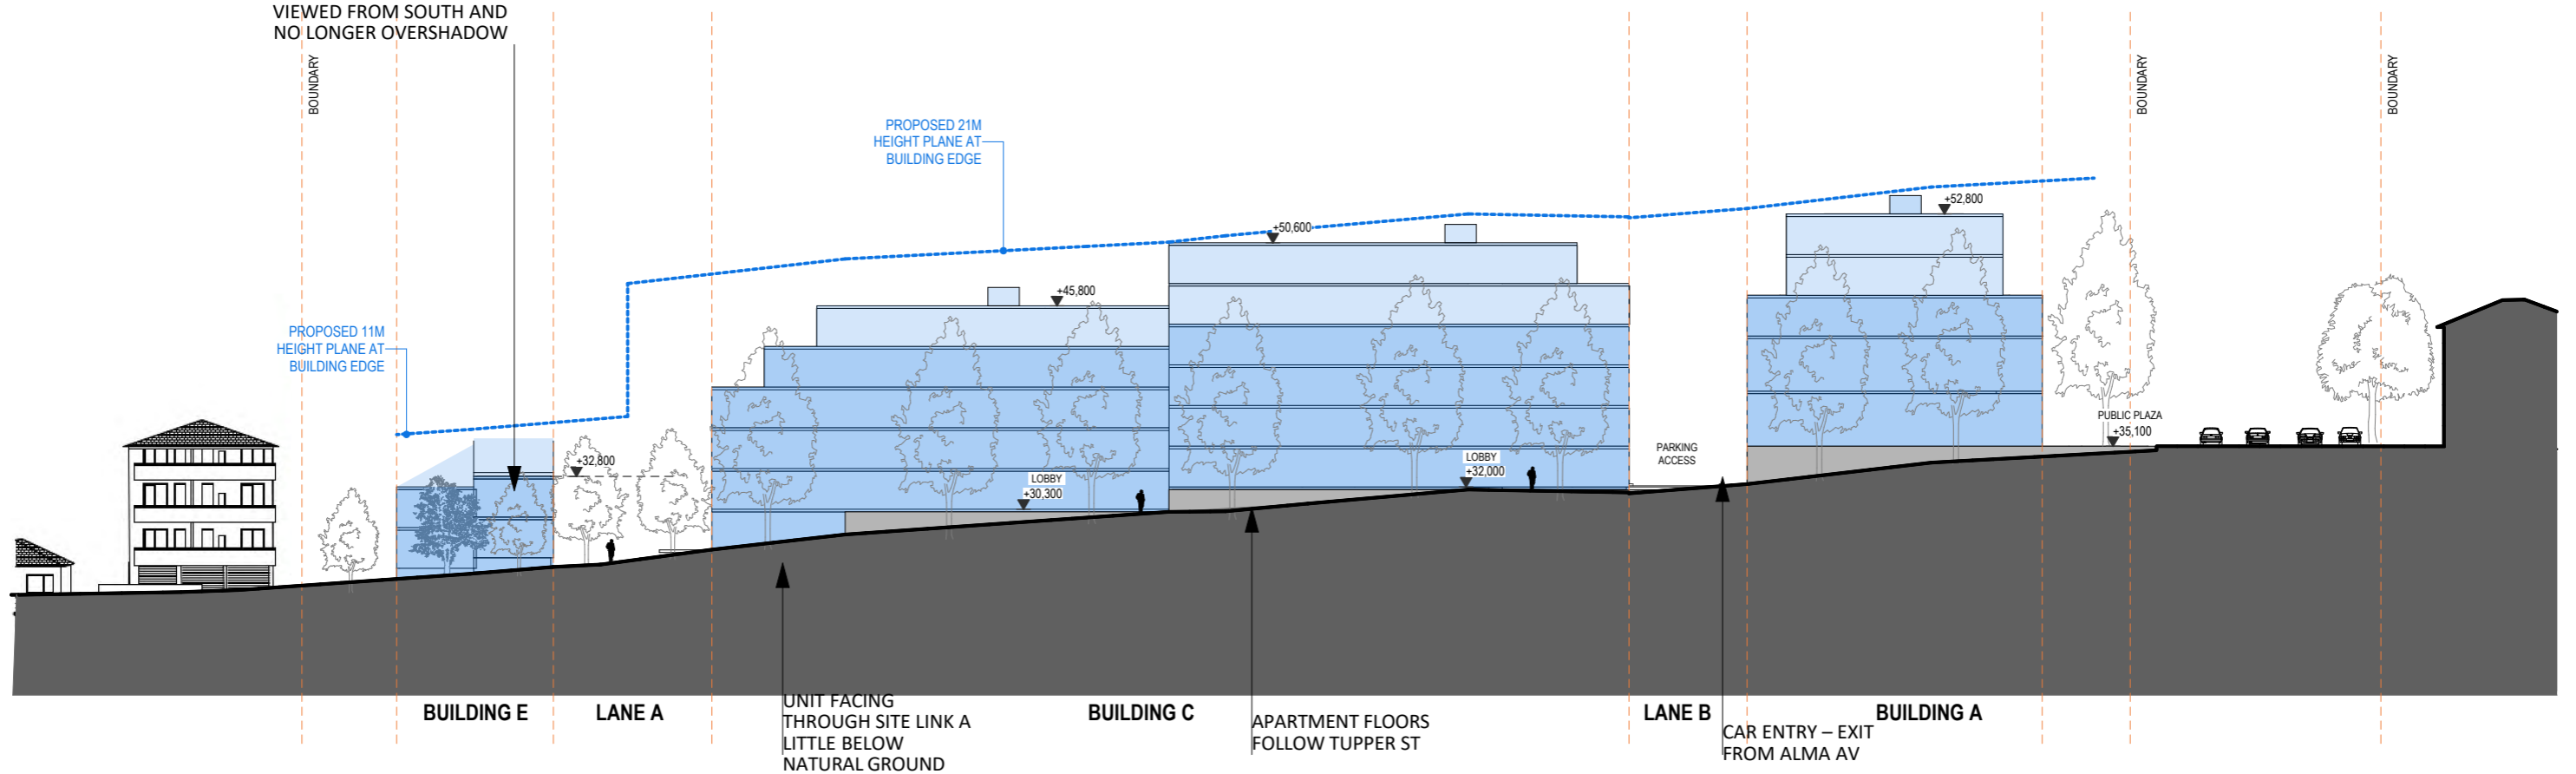 VIEWED FROM SOUTH AND
NO LONGER OVERSHADOW
BOUNDARY
BOUNDARY
BOUNDARY
PROPOSED 21M
HEIGHT PLANE AT
BUILDING EDGE
+52,800
+50,600
+45,800
PROPOSED 11M
HEIGHT PLANE AT
BUILDING EDGE
PUBLIC PLAZA
+35,100
PARKING
ACCESS
+32,800
LOBBY
+32,000
LOBBY
+30,300
BUILDING E
LANE A
UNIT FACING
THROUGH SITE LINK A
LITTLE BELOW
NATURAL GROUND
BUILDING C
APARTMENT FLOORS
FOLLOW TUPPER ST
LANE B
CAR ENTRY – EXIT
FROM ALMA AV
BUILDING A